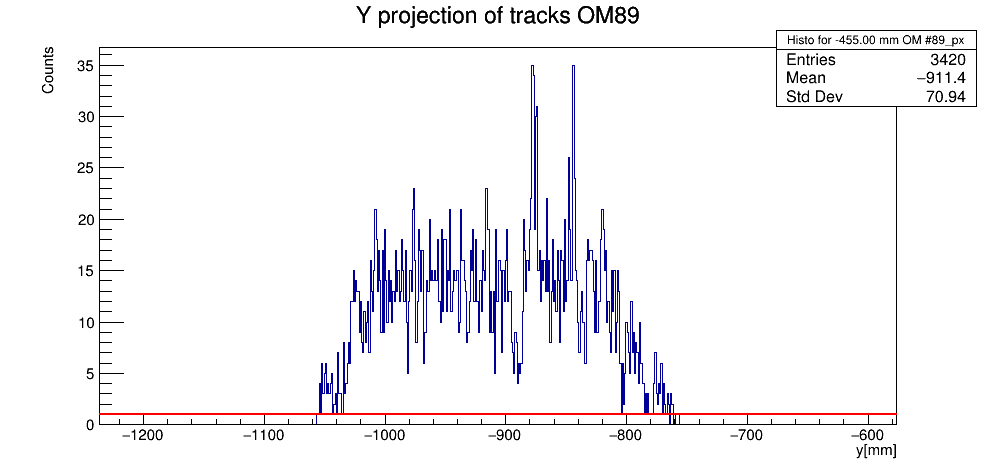 Y projection of tracks OM89
Histo for -455.00 mm OM #89_px
Entries 3420
Mean −911.4
Std Dev 70.94
Counts
35
30
25
20
15
10
5
0
−1200 −1100 −1000 −900 −800 −700 −600
y[mm]